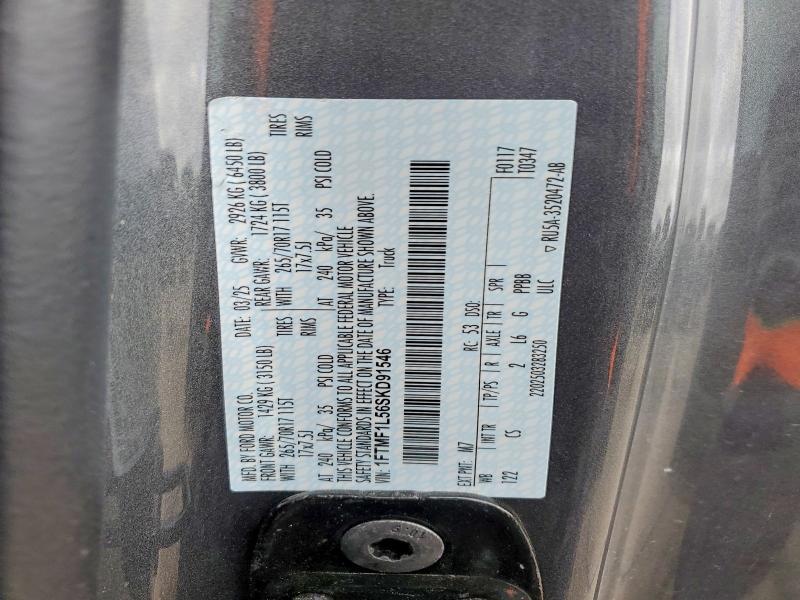 MFD. BY FORD MOTOR CO. DATE: 03/25 GVWR: 2926 KG (6450 LB)
FRONT GAWR: 1429 KG (3150 LB) REAR GAWR: 1724 KG (3800 LB)
WITH 265/70R17 115T TIRES WITH 265/70R17 115T TIRES
17x7.5J RIMS 17x7.5J RIMS
AT 240 kPa/ 35 PSI COLD AT 240 kPa/ 35 PSI COLD
THIS VEHICLE CONFORMS TO ALL APPLICABLE FEDERAL MOTOR VEHICLE
SAFETY STANDARDS IN EFFECT ON THE DATE OF MANUFACTURE SHOWN ABOVE.
VIN: 1FTMF1L56SKD91546 TYPE: Truck
EXT PNT: M7 RC: 53 DSO: F0117
WB INT TR TP/PS R AXLE TR SPR T0347
122 CS 2 L6 G PPBB
ULC
2202503283250 ▽ RU5A-3520472-AB